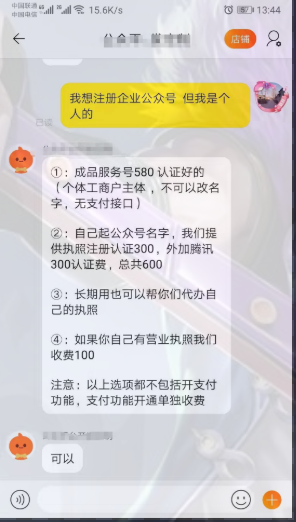 中国联通
中国电信
15.6K/s
13:44
店铺
我想注册企业公众号 但我是个
人的
已读
①：成品服务号580 认证好的
（个体工商户主体 ，不可以改名
字，无支付接口）
②：自己起公众号名字，我们提
供执照注册认证300，外加腾讯
300认证费，总共600
③：长期用也可以帮你们代办自
己的执照
④：如果你自己有营业执照我们
收费100
注意：以上选项都不包括开支付
功能，支付功能开通单独收费
可以